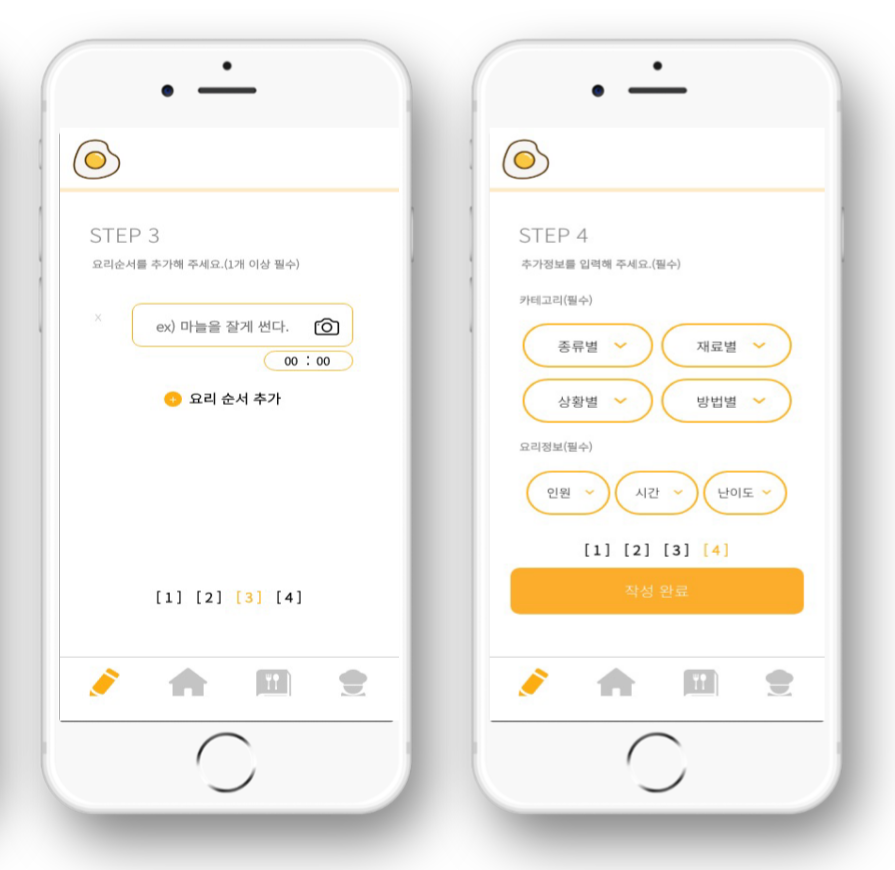 STEP 3
요리순서를 추가해 주세요.(1개 이상 필수)
x
ex) 마늘을 잘게 썬다.
00 : 00
+ 요리 순서 추가
[1] [2] [3] [4]
STEP 4
추가정보를 입력해 주세요.(필수)
카테고리(필수)
종류별 재료별
상황별 방법별
요리정보(필수)
인원 시간 난이도
[1] [2] [3] [4]
작성 완료